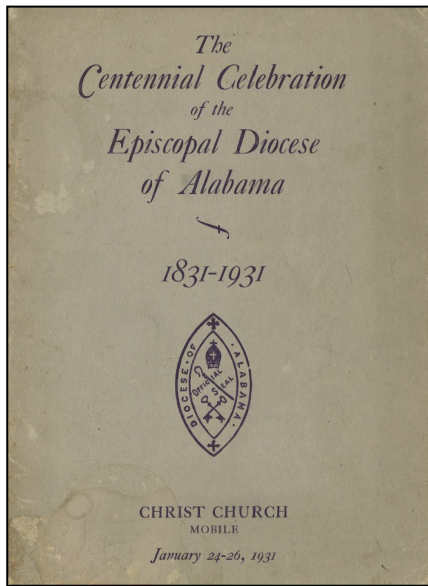 The
Centennial Celebration
of the
Episcopal Diocese
of Alabama
1831-1931
DIOCESE · OF · ALABAMA ·
OFFICIAL
SEAL
CHRIST CHURCH
MOBILE
January 24-26, 1931